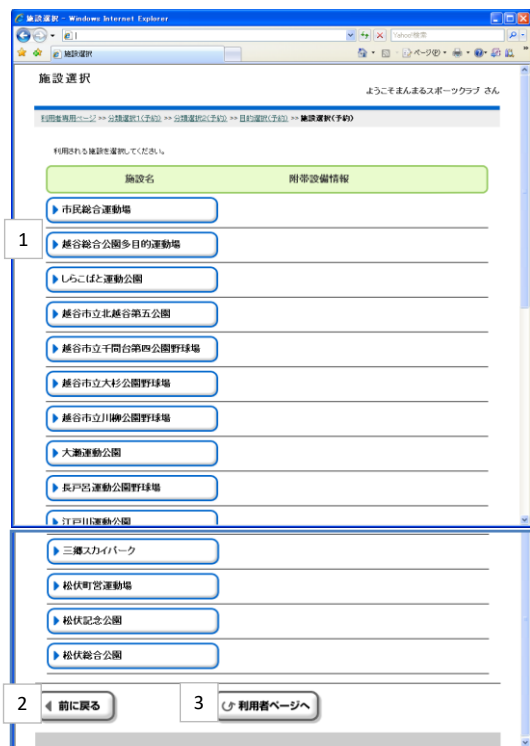 施設選択 - Windows Internet Explorer
Yahoo!検索
施設選択
ページ(P)
施設選択
ようこそまんまるスポーツクラブ さん
利用者専用ページ >> 分類選択1(予約) >> 分類選択2(予約) >> 目的選択(予約) >> 施設選択(予約)
利用される施設を選択してください。
施設名 附帯設備情報
市民総合運動場
1
越谷総合公園多目的運動場
しらこばと運動公園
越谷市立北越谷第五公園
越谷市立千間台第四公園野球場
越谷市立大杉公園野球場
越谷市立川柳公園野球場
大瀬運動公園
長戸呂運動公園野球場
江戸川運動公園
三郷スカイパーク
松伏町営運動場
松伏記念公園
松伏総合公園
2 前に戻る 3 利用者ページへ